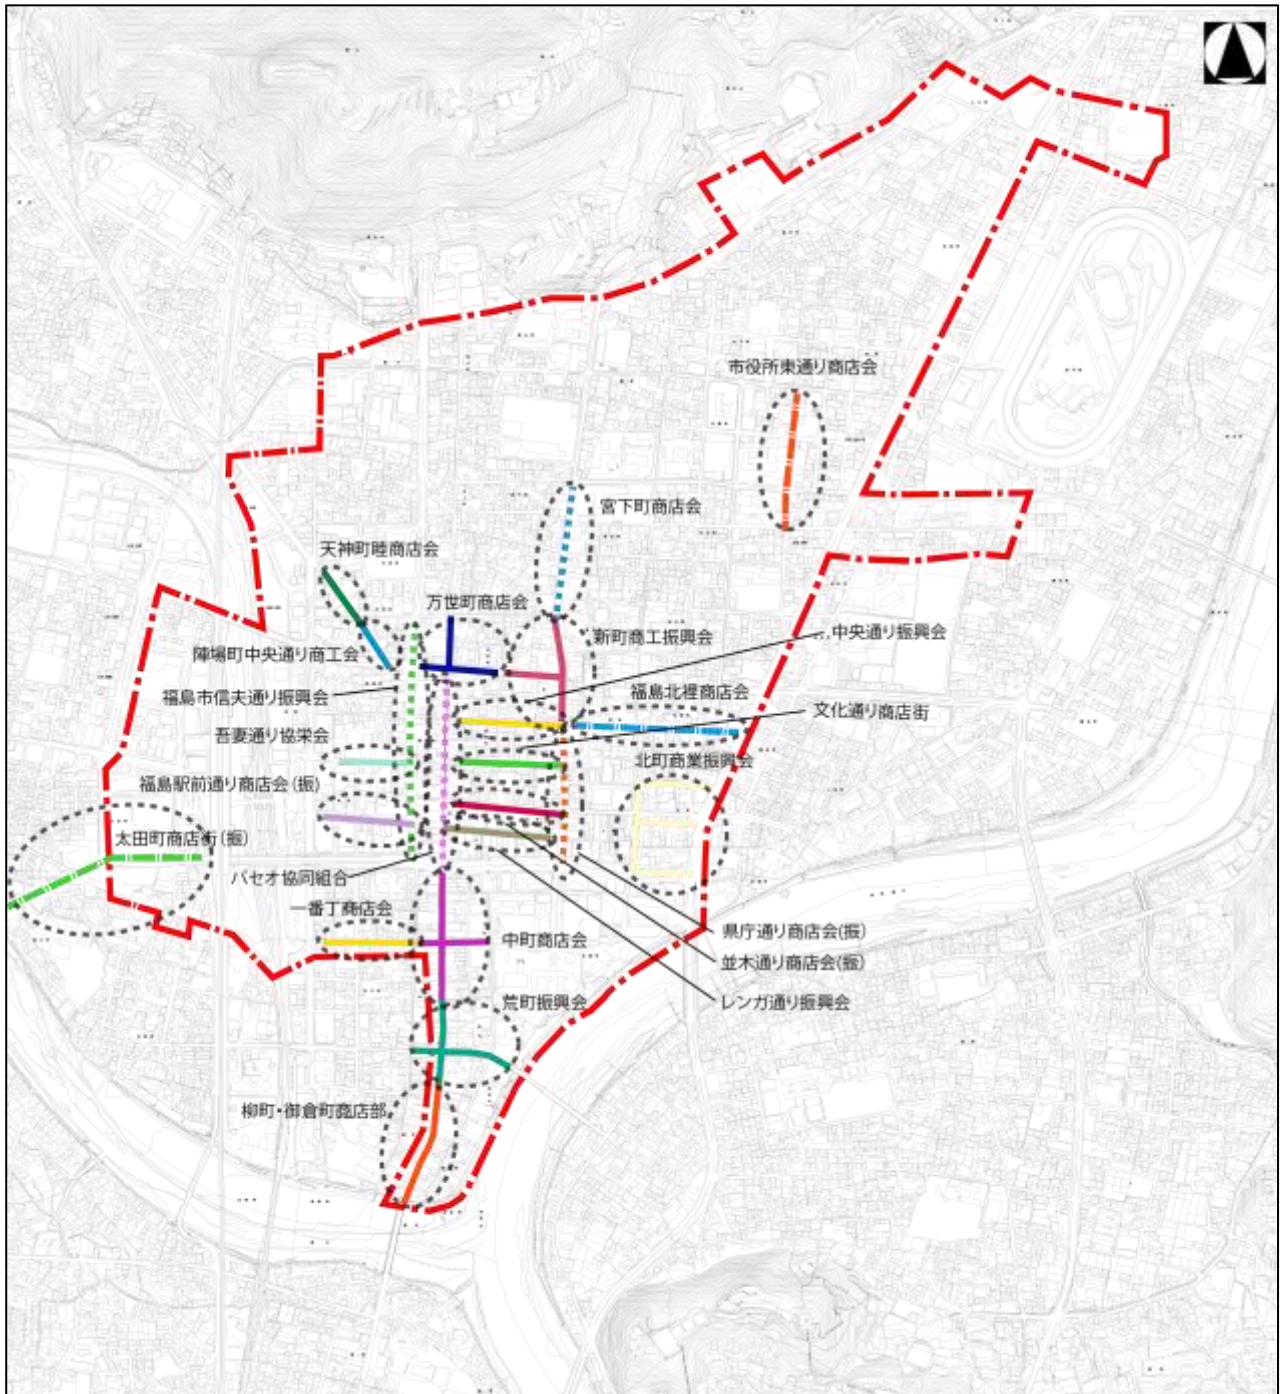 市役所東通り商店会
宮下町商店会
天神町睦商店会
万世町商店会
新町商工振興会
中央通り振興会
陣場町中央通り商工会
福島市信夫通り振興会
福島北裡商店会
文化通り商店街
吾妻通り協栄会
北町商業振興会
福島駅前通り商店会(振)
太田町商店街(振)
パセオ協同組合
一番丁商店会
中町商店会
県庁通り商店会(振)
並木通り商店会(振)
荒町振興会
レンガ通り振興会
柳町・御倉町商店部